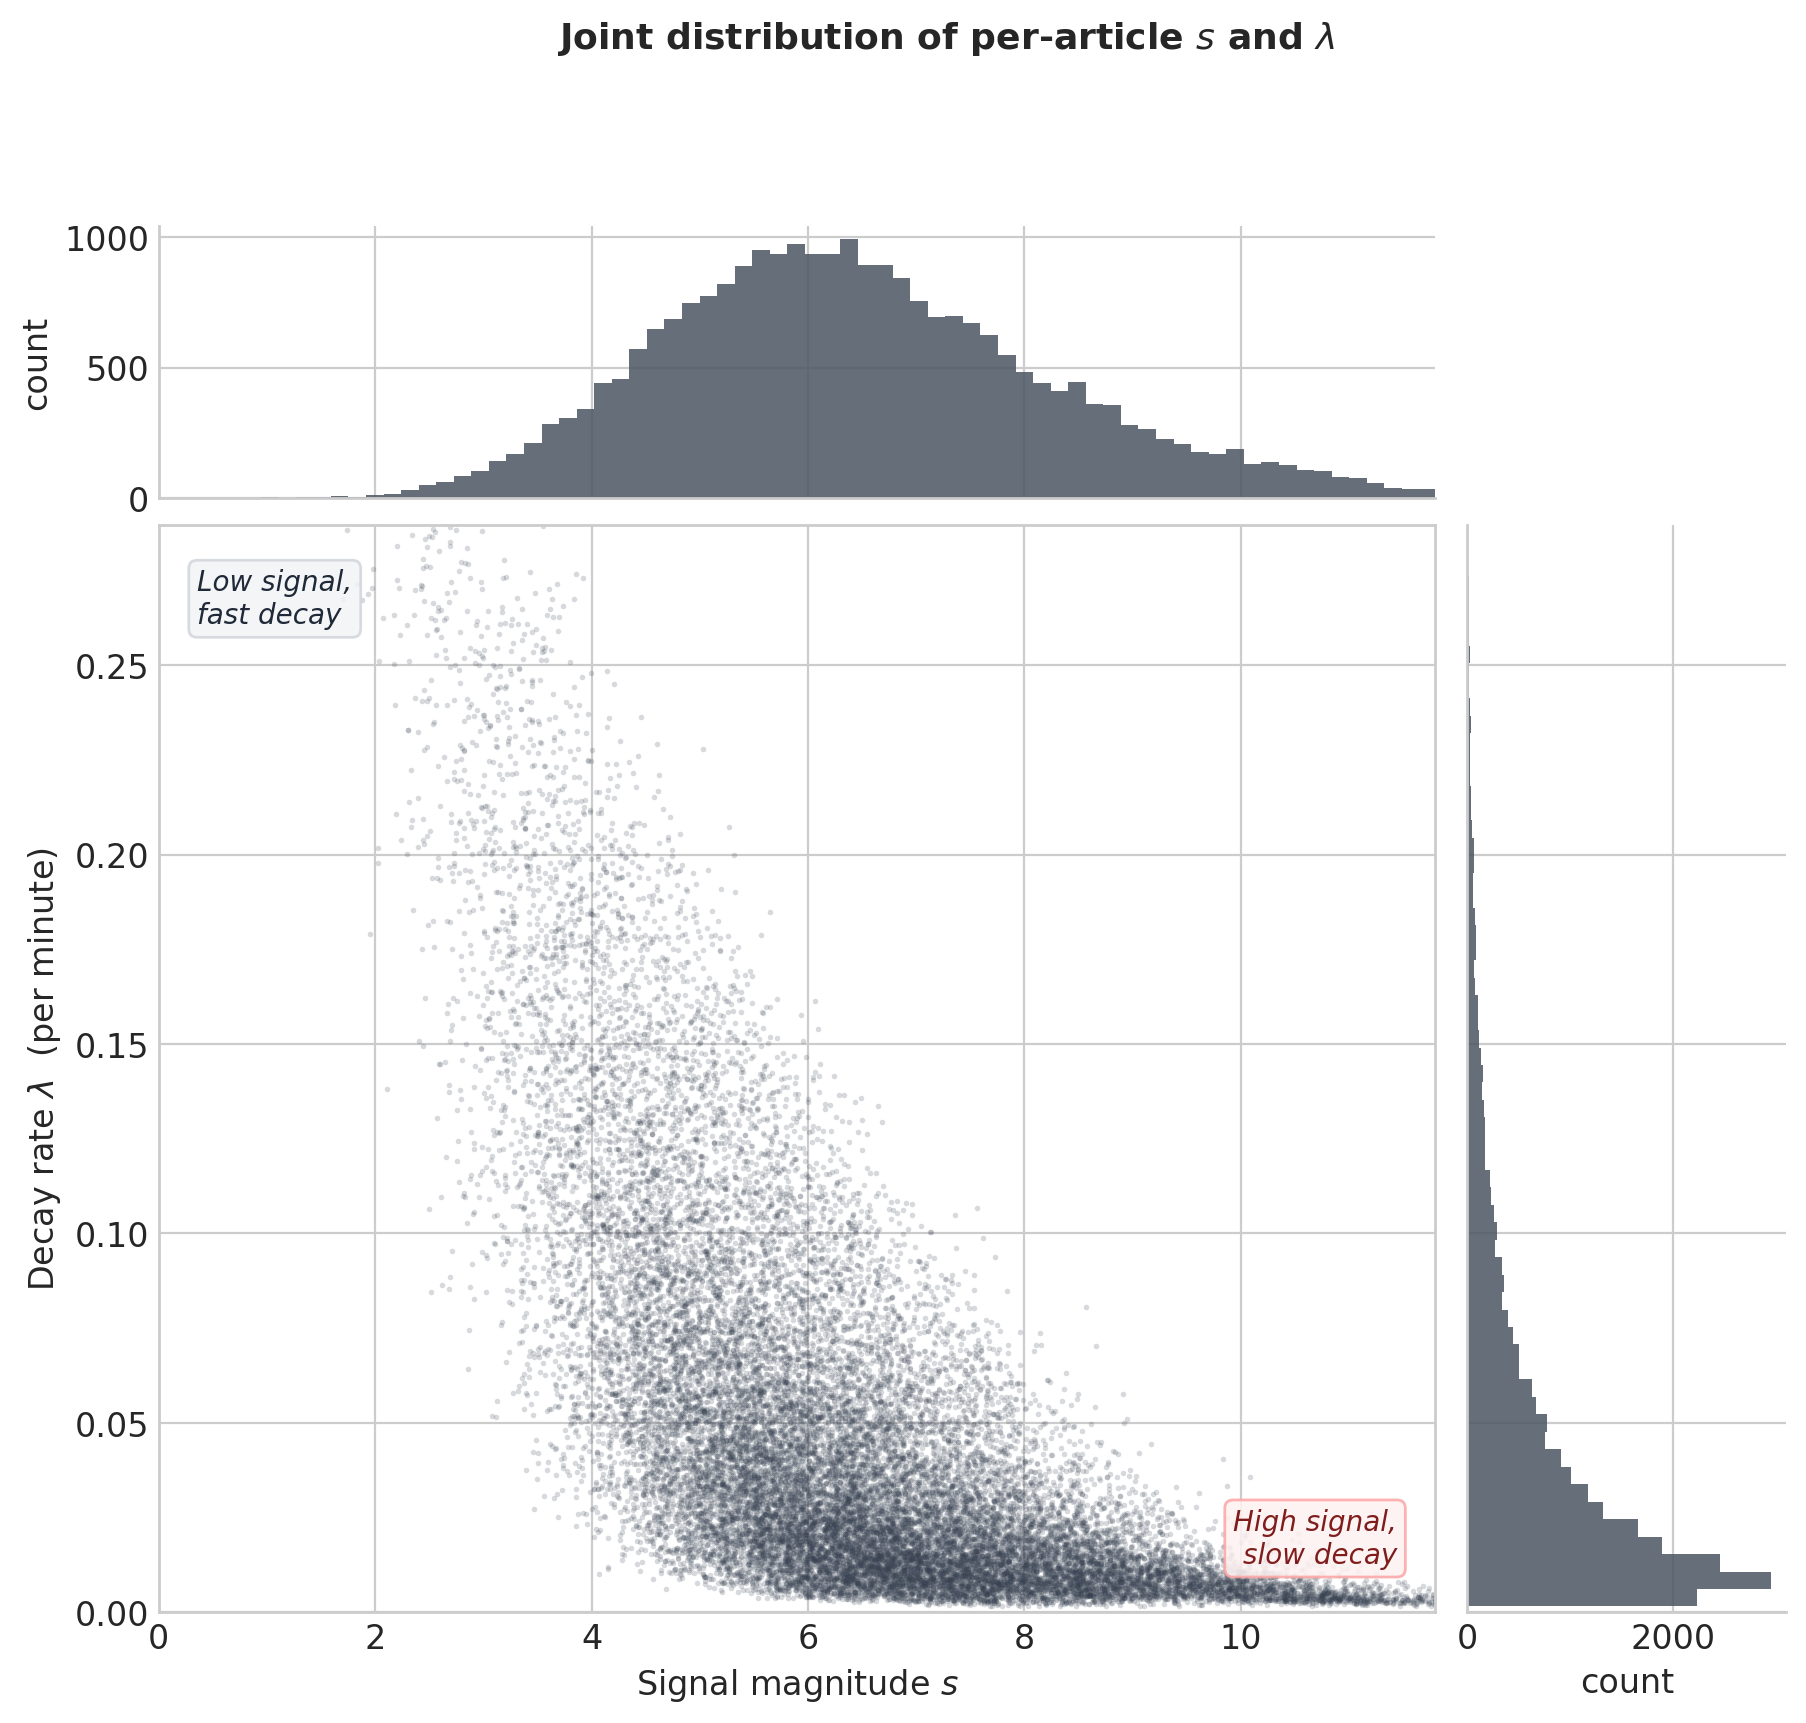 Joint distribution of per-article s and λ
1000
500
0
count
Low signal,
fast decay
0.25
0.20
0.15
0.10
0.05
0.00
Decay rate λ (per minute)
High signal,
slow decay
0 2 4 6 8 10
Signal magnitude s
0 2000
count